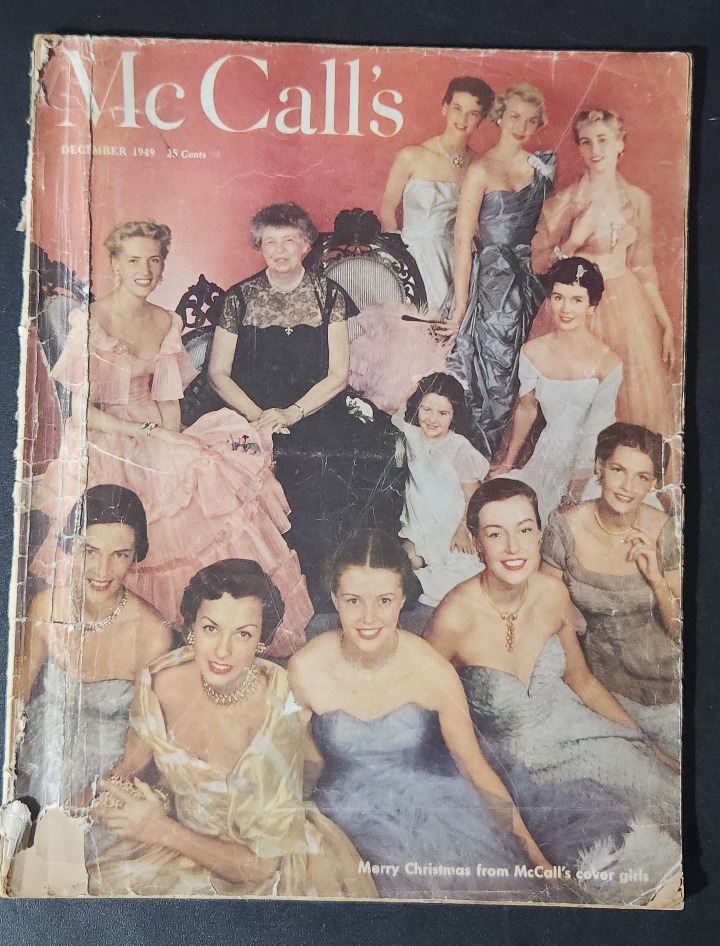 McCall's
DECEMBER 1949 25 Cents
Merry Christmas from McCall's cover girls